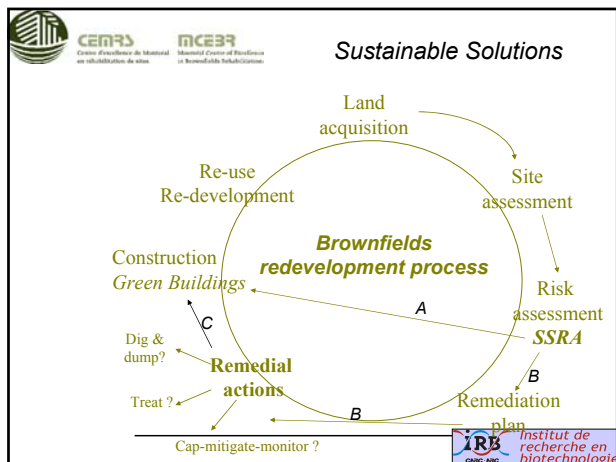 CEMRS
Centre d'excellence de Montréal
en réhabilitation de sites
MCEBR
Montreal Centre of Excellence
in Brownfields Rehabilitation
Sustainable Solutions
Land
acquisition
Re-use
Re-development
Site
assessment
Brownfields
redevelopment process
Construction
Green Buildings
A
Risk
assessment
SSRA
C
Dig &
dump?
Remedial
actions
B
Treat ?
B
Remediation
plan
Cap-mitigate-monitor ?
iRB
CNRC-NRC
Institut de
recherche en
biotechnologie